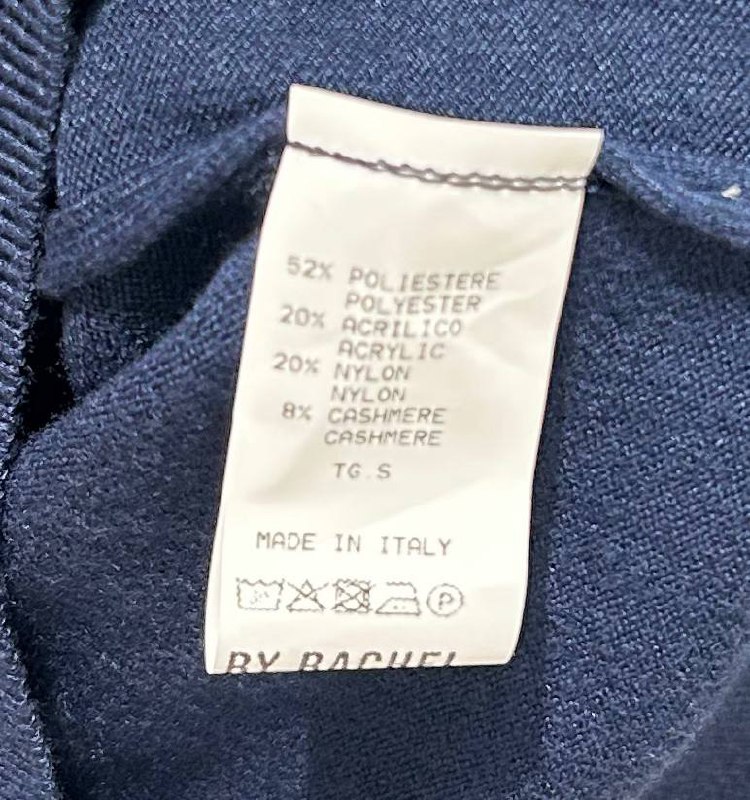 52% POLIESTERE
POLYESTER
20% ACRILICO
ACRYLIC
20% NYLON
NYLON
8% CASHMERE
CASHMERE
TG.S
MADE IN ITALY
P
BY RACHEL